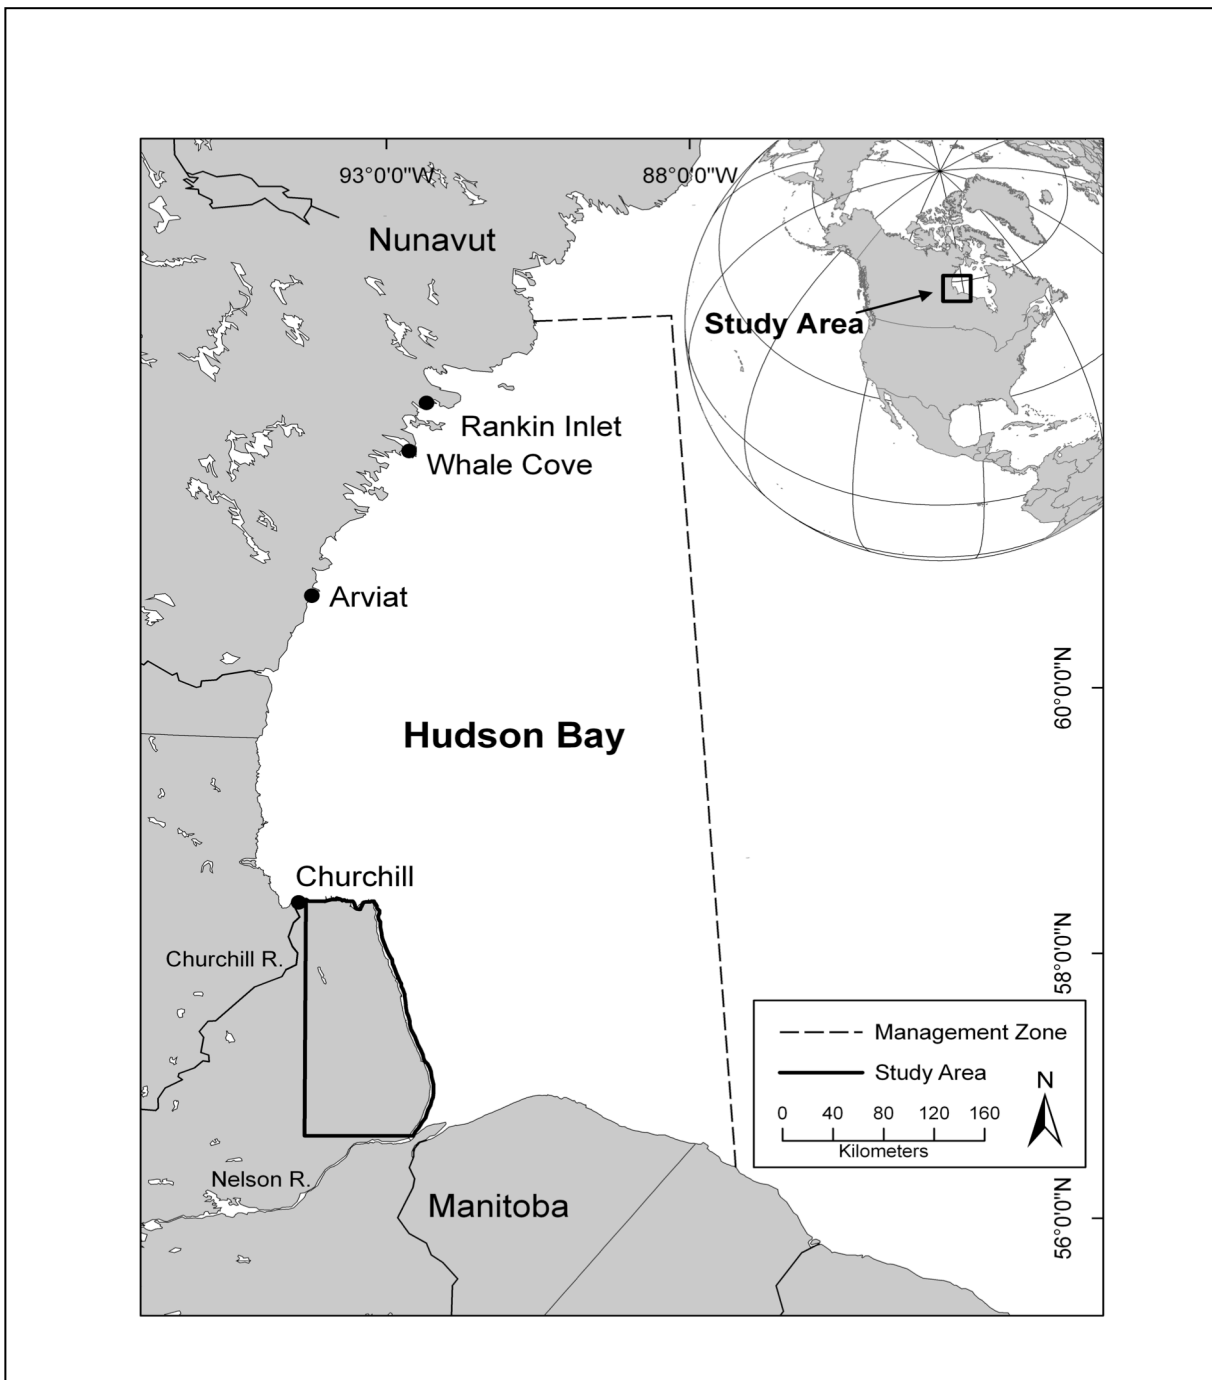 93°0'0"W
88°0'0"W
Nunavut
Study Area
Rankin Inlet
Whale Cove
Arviat
60°0'0"N
Hudson Bay
Churchill
Churchill R.
58°0'0"N
Management Zone
Study Area
N
0 40 80 120 160
Kilometers
Nelson R.
Manitoba
56°0'0"N